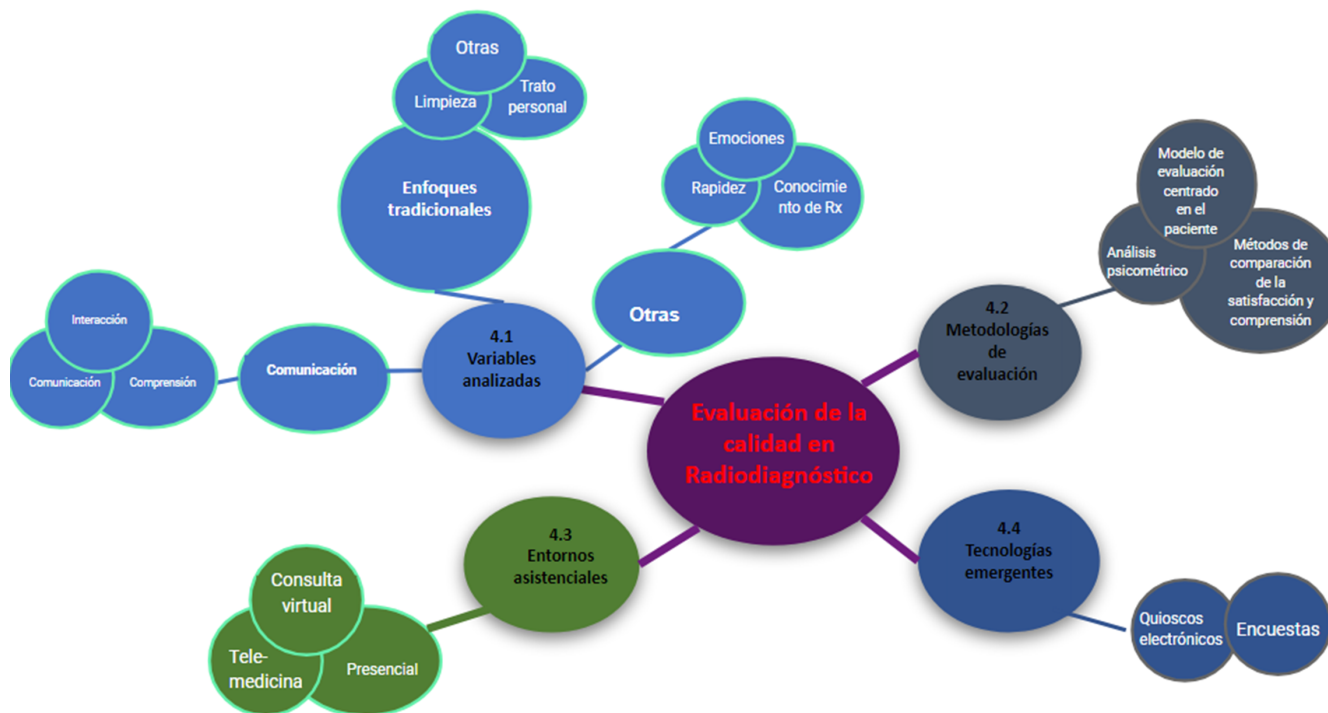 Otras
Limpieza
Trato
personal
Enfoques
tradicionales
Emociones
Rapidez
Conocimie
nto de Rx
Otras
Interacción
Comunicación
Comprensión
Comunicación
4.1
Variables
analizadas
Modelo de
evaluación
centrado
en el
paciente
Análisis
psicométrico
Métodos de
comparación
de la
satisfacción y
comprensión
4.2
Metodologías
de
evaluación
Evaluación de la
calidad en
Radiodiagnóstico
4.3
Entornos
asistenciales
Consulta
virtual
Tele-
medicina
Presencial
4.4
Tecnologías
emergentes
Quioscos
electrónicos
Encuestas